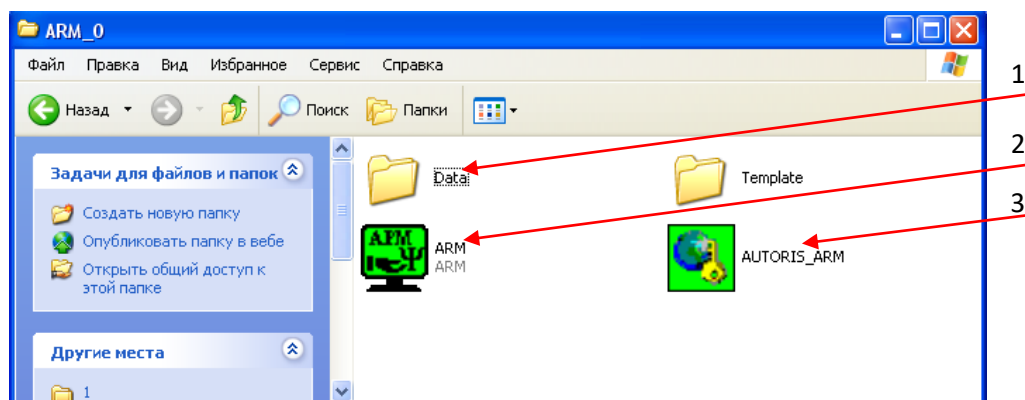 ARM_0
Файл Правка Вид Избранное Сервис Справка
Назад Поиск Папки
Задачи для файлов и папок
Создать новую папку
Опубликовать папку в вебе
Открыть общий доступ к
этой папке
Другие места
1
Data
Template
АРМ
Ψ
ARM
ARM
AUTORIS_ARM
1
2
3